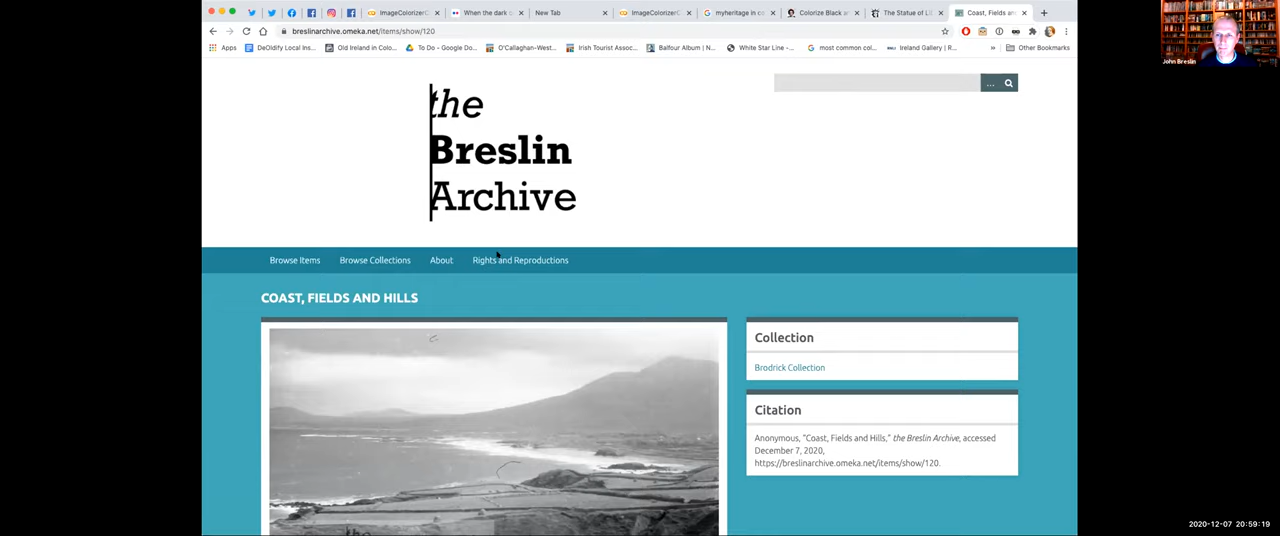 ImageColorizerC
When the dark o
New Tab
ImageColorizerC
myheritage in co
Colorize Black an
The Statue of Li
Coast, Fields and
breslinarchive.omeka.net/items/show/120
Apps
DeOldify Local Ins...
Old Ireland in Colo...
To Do - Google Do...
O'Callaghan-West...
Irish Tourist Assoc...
Balfour Album | N...
White Star Line -...
most common col...
Ireland Gallery | R...
Other Bookmarks
John Breslin
the
Breslin
Archive
...
Browse Items
Browse Collections
About
Rights and Reproductions
COAST, FIELDS AND HILLS
Collection
Brodrick Collection
Citation
Anonymous, “Coast, Fields and Hills,” the Breslin Archive, accessed
December 7, 2020,
https://breslinarchive.omeka.net/items/show/120.
the
2020-12-07 20:59:19